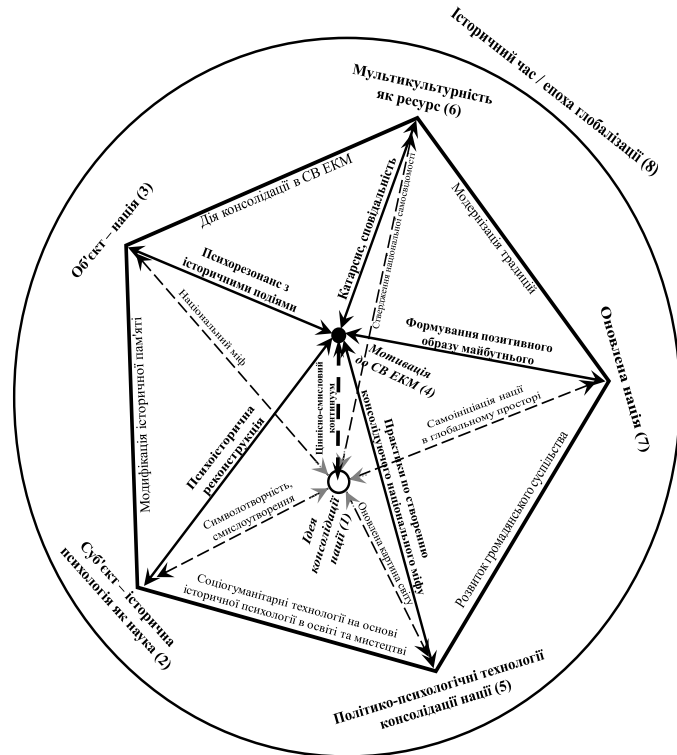 Історичний час / епоха глобалізації (8)
Мультикультурність
як ресурс (6)
Дія консолідації в СВ ЕКМ
Об'єкт – нація (3)
Модернізація традицій
Катарсис, сповідальність
Ствердження національної самосвідомості
Психорезонанс з
історичними подіями
Національний міф
Формування позитивного
образу майбутнього
Мотивація
до СВ ЕКМ (4)
Оновлена нація (7)
Модифікація історичної пам'яті
Ціннісно-смисловий
континуум
Самоініціація нації
в глобальному просторі
Психоісторична
реконструкція
Практики по створенню
консолідуючого національного міфу
Символотворчість,
смислоутворення
Ідея
консолідації
нації (1)
Оновлена картина світу
Розвиток громадянського суспільства
Суб'єкт – історична
психологія як наука (2)
Соціогуманітарні технології на основі
історичної психології в освіті та мистецтві
Політико-психологічні технології
консолідації нації (5)